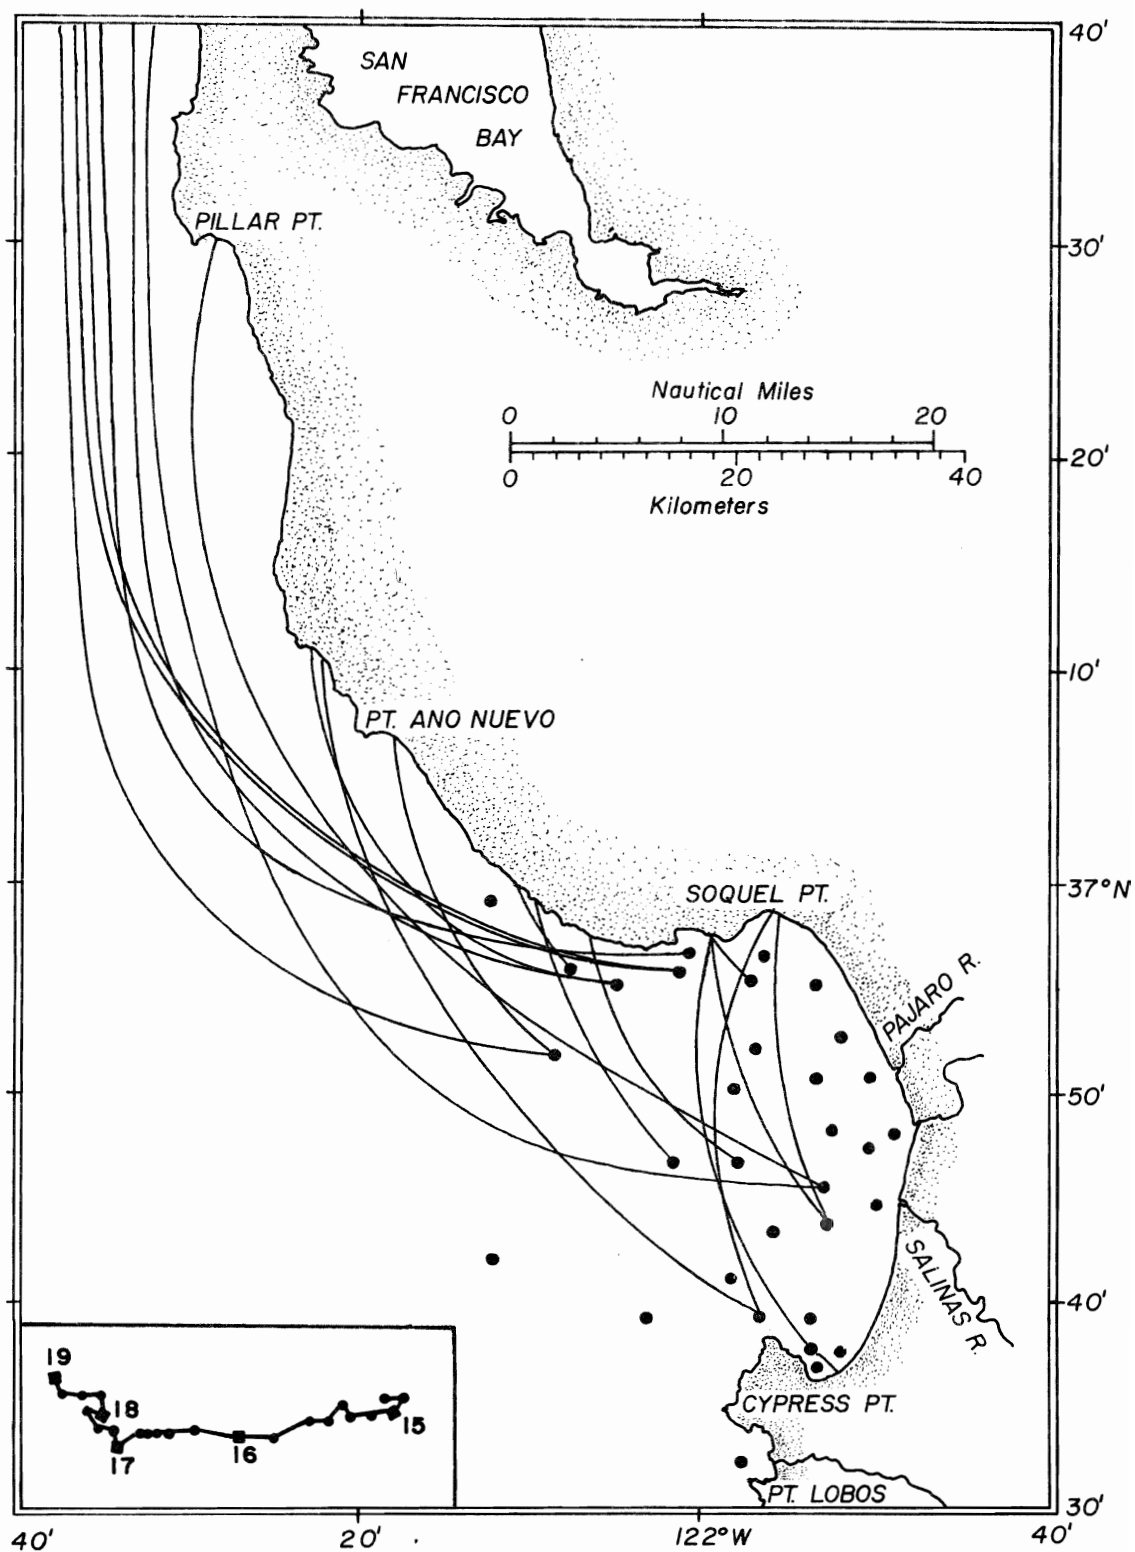 40'
SAN
FRANCISCO
BAY
PILLAR PT.
30'
Nautical Miles
0 10 20
20'
0 20 40
Kilometers
10'
PT. ANO NUEVO
37°N
SOQUEL PT.
PAJARO R.
50'
SALINAS R.
40'
19
18
15
17
16
CYPRESS PT.
PT. LOBOS
30'
40' 20' 122°W 40'